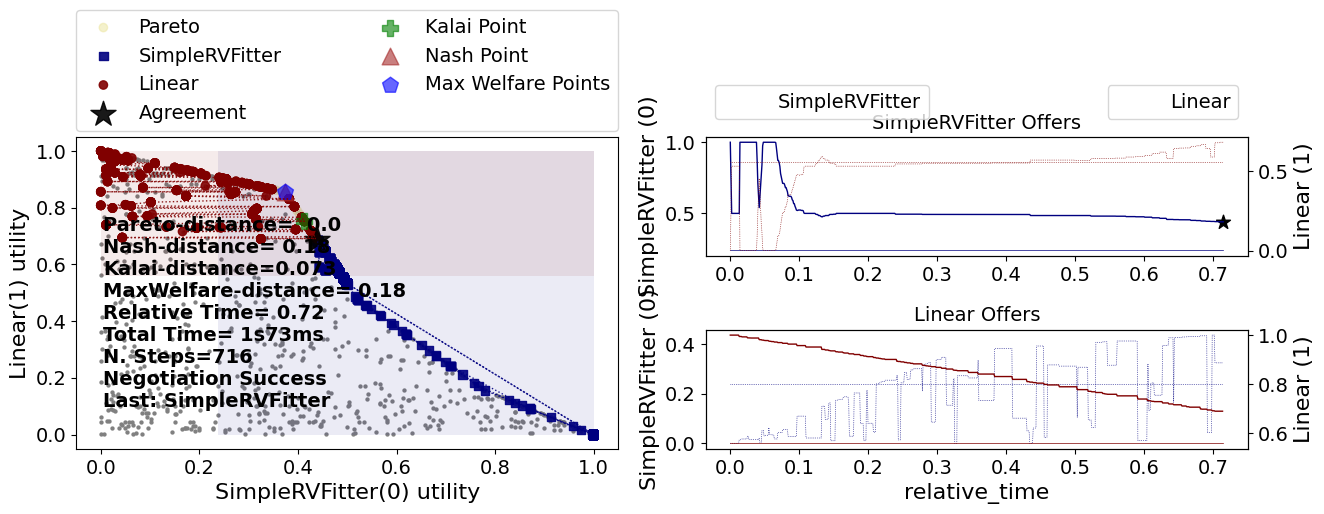 Pareto
SimpleRVFitter
Linear
Agreement
Kalai Point
Nash Point
Max Welfare Points
1.0
0.8
0.6
0.4
0.2
0.0
Linear(1) utility
Pareto-distance= 0.0
Nash-distance=
Kalai-distance=0.073
MaxWelfare-distance= 0.18
Relative Time= 0.72
Total Time= 1s73ms
N. Steps=716
Negotiation Success
Last: SimpleRVFitter
0.0 0.2 0.4 0.6 0.8 1.0
SimpleRVFitter(0) utility
SimpleRVFitter
Linear
SimpleRVFitter Offers
SimpleRVFitter (0)
1.0
0.5
0.5
0.0
Linear (1)
0.0 0.1 0.2 0.3 0.4 0.5 0.6 0.7
Linear Offers
SimpleRVFitter (0)
0.4
0.2
0.0
1.0
0.8
0.6
Linear (1)
0.0 0.1 0.2 0.3 0.4 0.5 0.6 0.7
relative_time